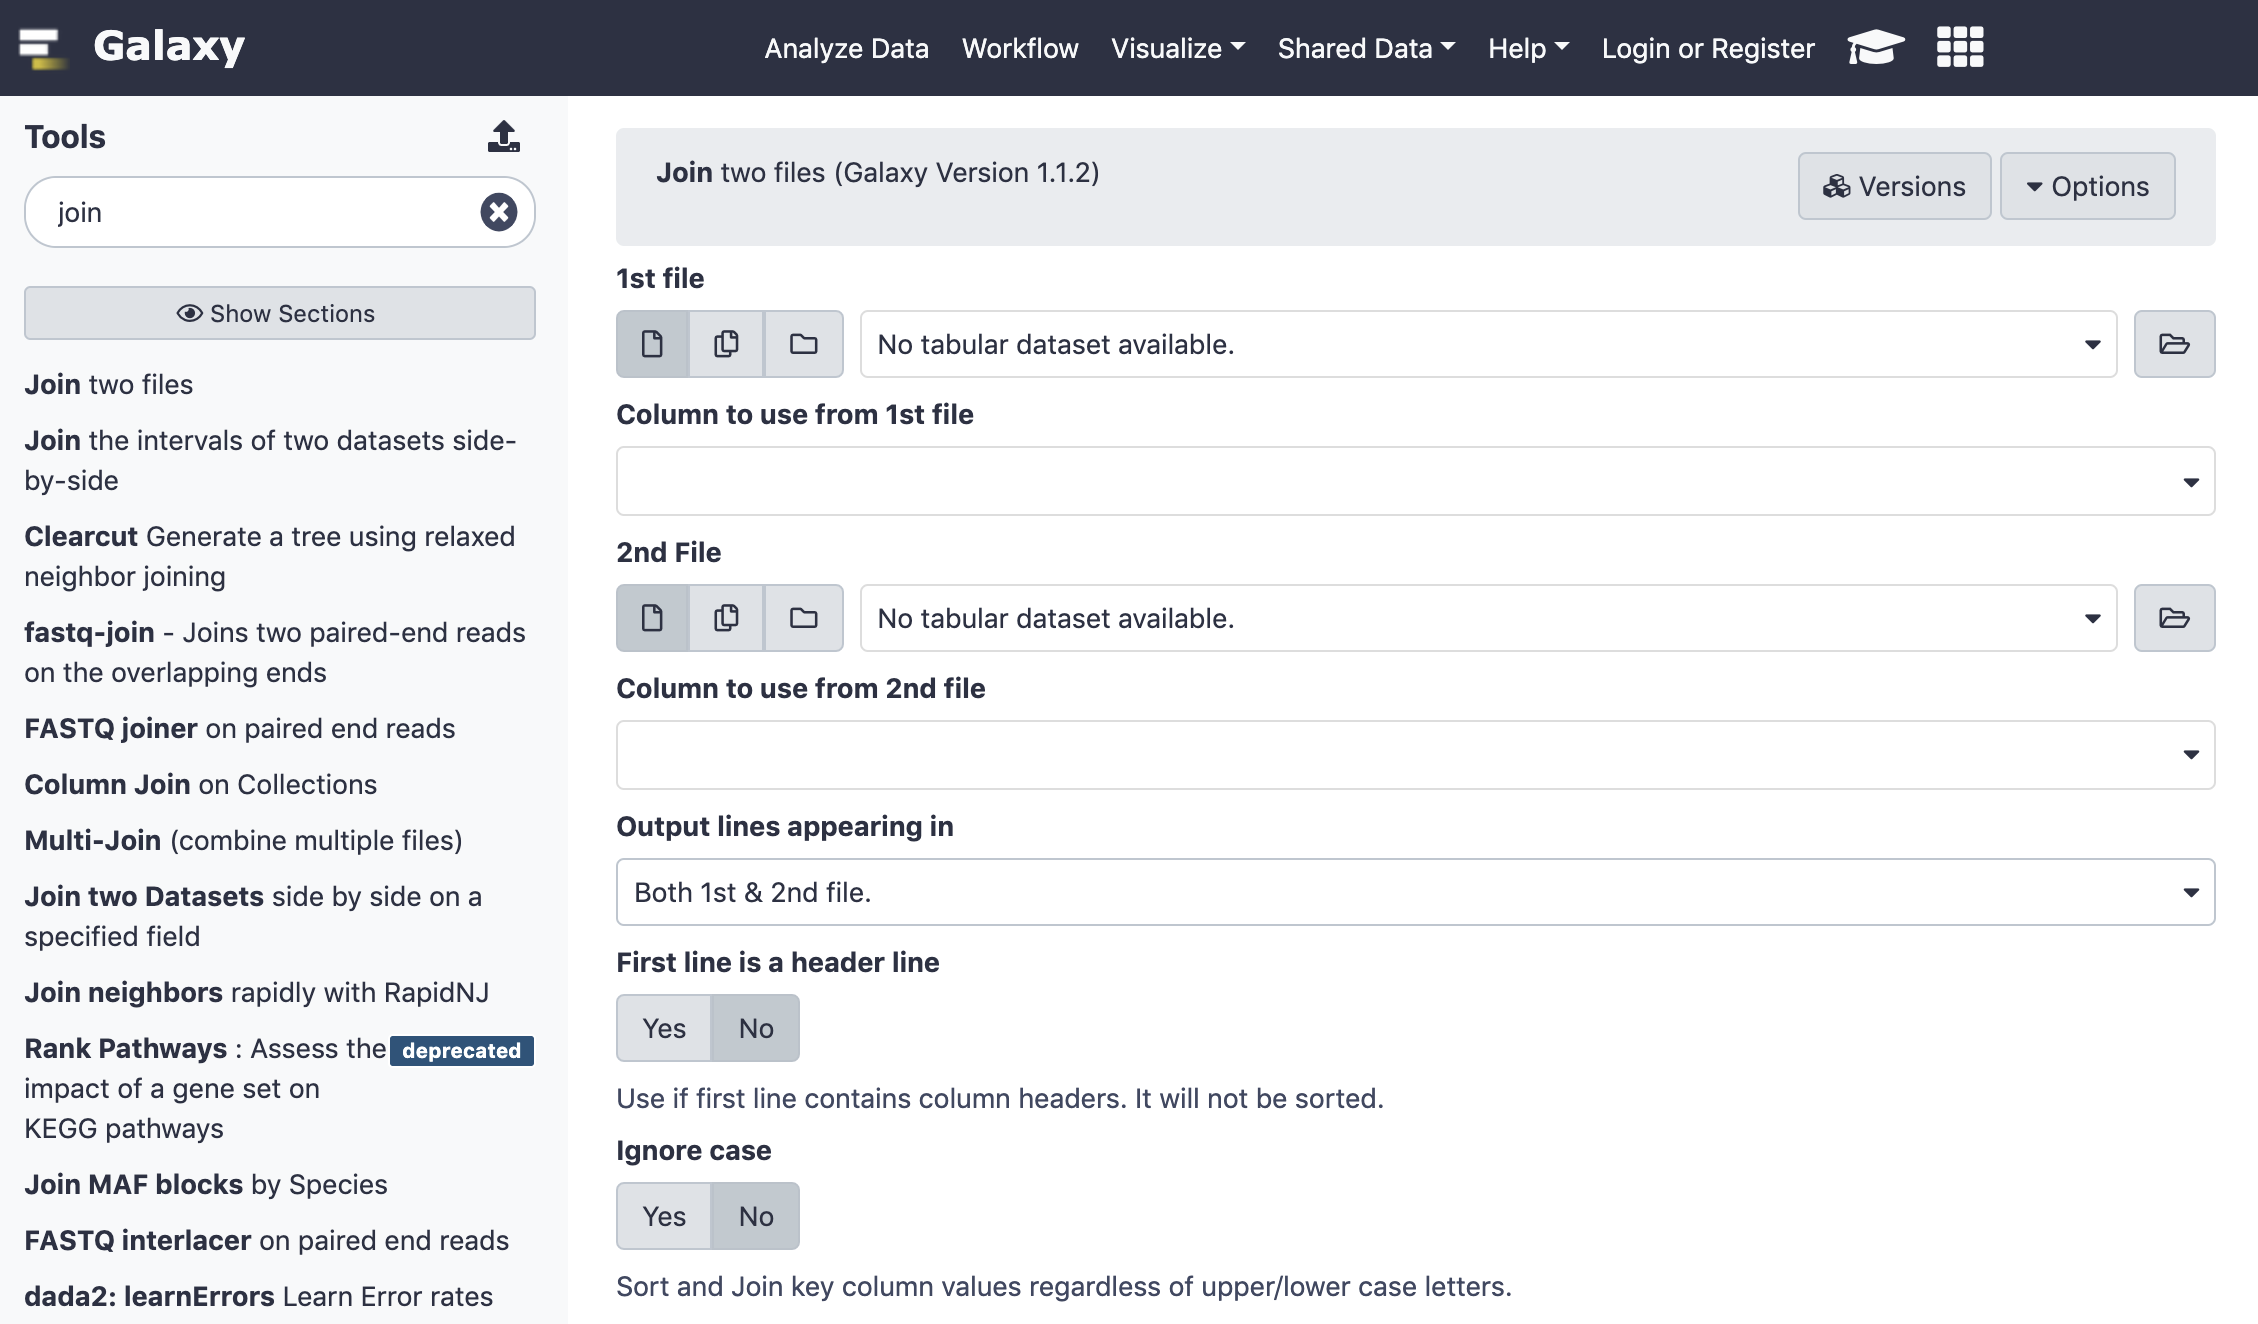 Galaxy
Analyze Data Workflow Visualize Shared Data Help Login or Register
Tools
join
Show Sections
Join two files
Join the intervals of two datasets side-
by-side
Clearcut Generate a tree using relaxed
neighbor joining
fastq-join - Joins two paired-end reads
on the overlapping ends
FASTQ joiner on paired end reads
Column Join on Collections
Multi-Join (combine multiple files)
Join two Datasets side by side on a
specified field
Join neighbors rapidly with RapidNJ
Rank Pathways : Assess the deprecated
impact of a gene set on
KEGG pathways
Join MAF blocks by Species
FASTQ interlacer on paired end reads
dada2: learnErrors Learn Error rates
Join two files (Galaxy Version 1.1.2)
Versions
Options
1st file
No tabular dataset available.
Column to use from 1st file
2nd File
No tabular dataset available.
Column to use from 2nd file
Output lines appearing in
Both 1st & 2nd file.
First line is a header line
Yes No
Use if first line contains column headers. It will not be sorted.
Ignore case
Yes No
Sort and Join key column values regardless of upper/lower case letters.